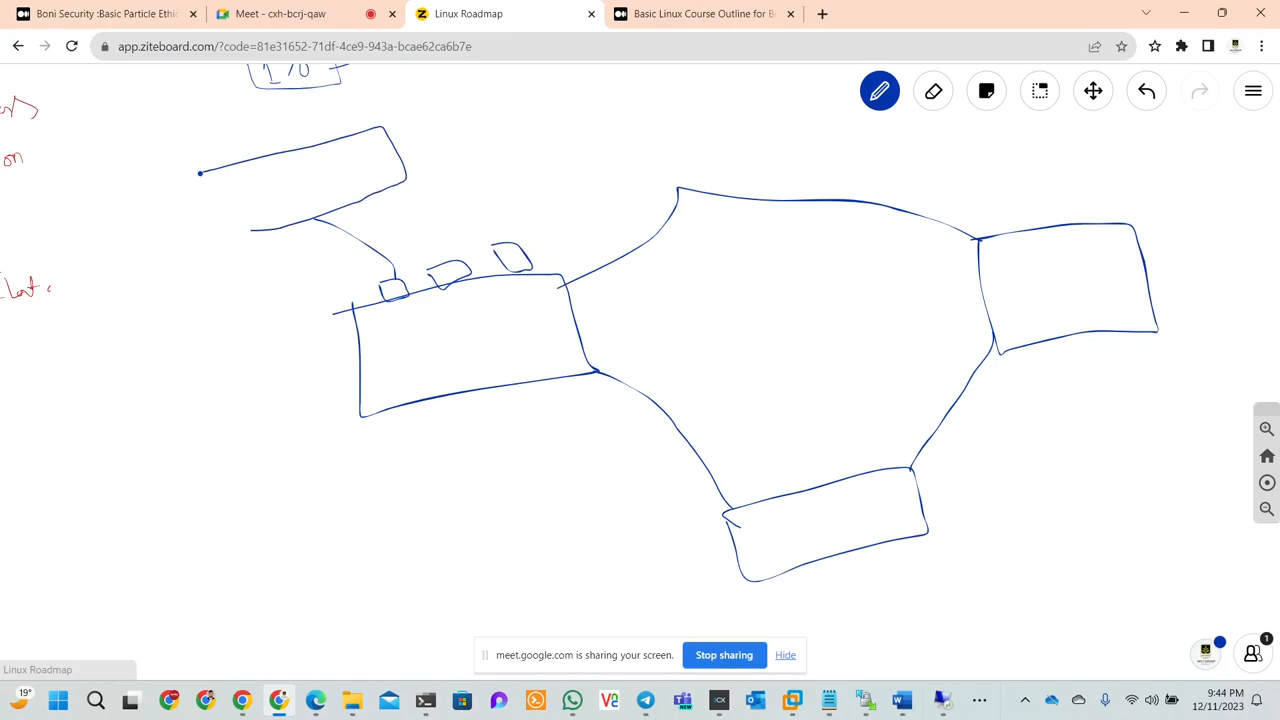 Boni Security :Basic Particle Ethic
Meet - cxh-bcrj-qaw
Linux Roadmap
Basic Linux Course Outline for B
app.ziteboard.com/?code=81e31652-71df-4ce9-943a-bcae62ca6b7e
on
meet.google.com is sharing your screen.
Stop sharing
Hide
1
Linux Roadmap
19°
9:44 PM
12/11/2023